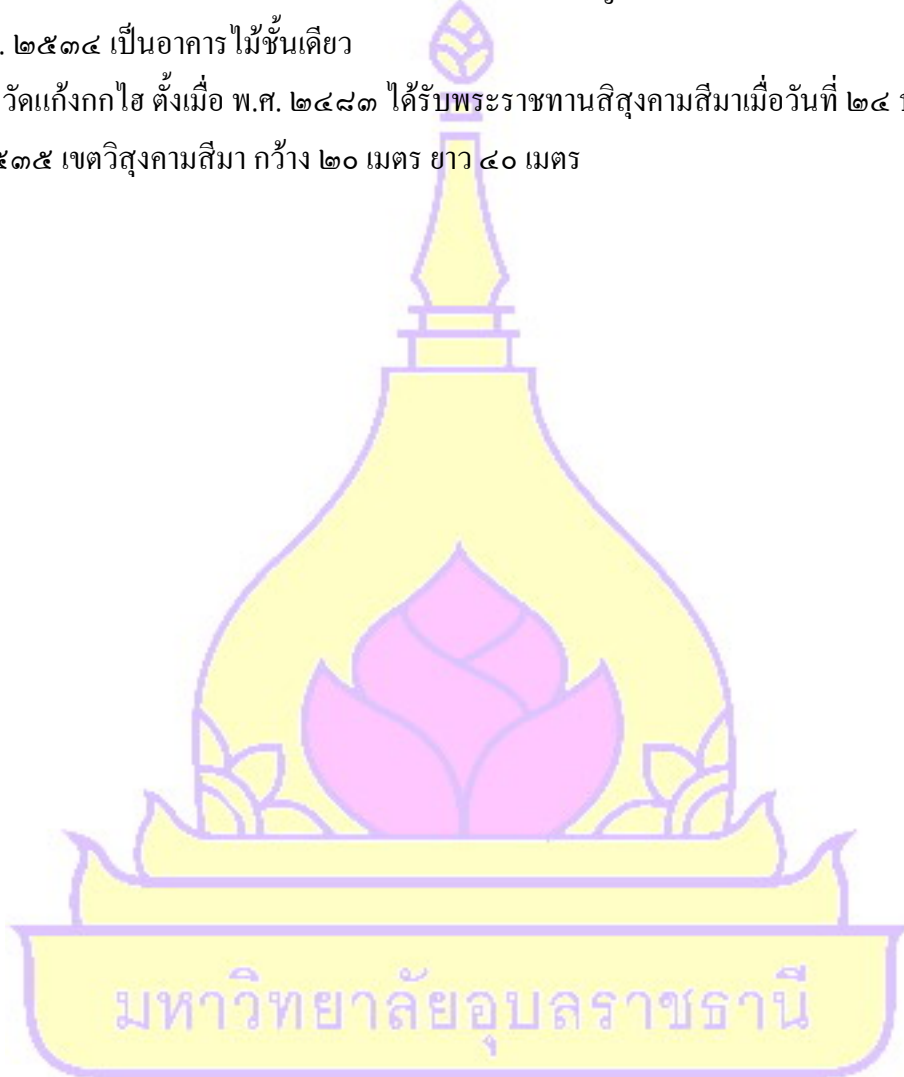 . ๒๕๓๔ เป็นอาคารไม้ชั้นเดียว
วัดแก้งกกไฮ ตั้งเมื่อ พ.ศ. ๒๔๘๓ ได้รับพระราชทานสิสุงคามสีมาเมื่อวันที่ ๒๔
๕๓๕ เขตวิสุงคามสีมา กว้าง ๒๐ เมตร ยาว ๔๐ เมตร
มหาวิทยาลัยอุบลราชธานี